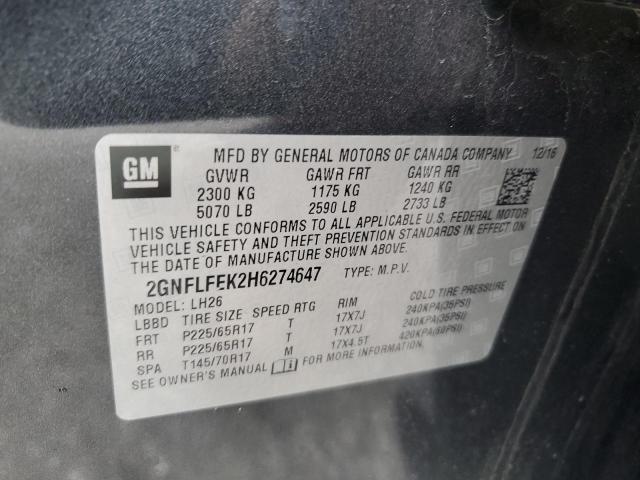 GM
MFD BY GENERAL MOTORS OF CANADA COMPANY 12/16
GVWR GAWR FRT GAWR RR
2300 KG 1175 KG 1240 KG
5070 LB 2590 LB 2733 LB
THIS VEHICLE CONFORMS TO ALL APPLICABLE U.S. FEDERAL MOTOR
VEHICLE SAFETY AND THEFT PREVENTION STANDARDS IN EFFECT ON
THE DATE OF MANUFACTURE SHOWN ABOVE.
2GNFLFEK2H6274647 TYPE: M.P.V.
MODEL: LH26
LBBD TIRE SIZE SPEED RTG RIM COLD TIRE PRESSURE
FRT P225/65R17 T 17X7J 240KPA(35PSI)
RR P225/65R17 T 17X7J 240KPA(35PSI)
SPA T145/70R17 M 17X4.5T 420KPA(60PSI)
SEE OWNER'S MANUAL FOR MORE INFORMATION.